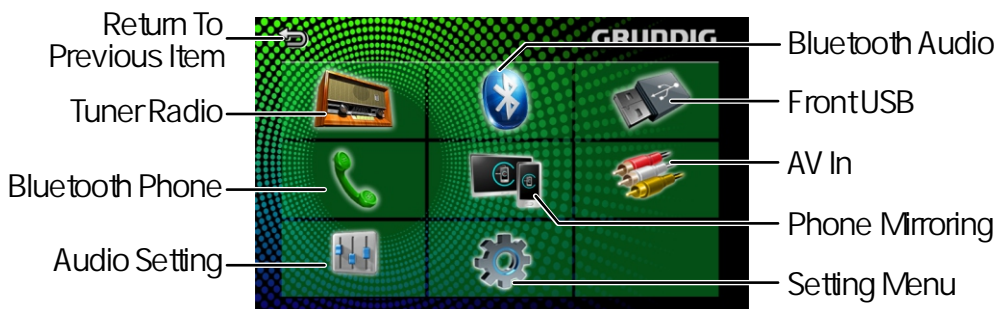 Return To
Previous Item
Tuner Radio
Bluetooth Phone
Audio Setting
GRUNDIG
Bluetooth Audio
Front USB
AV In
Phone Mirroring
Setting Menu